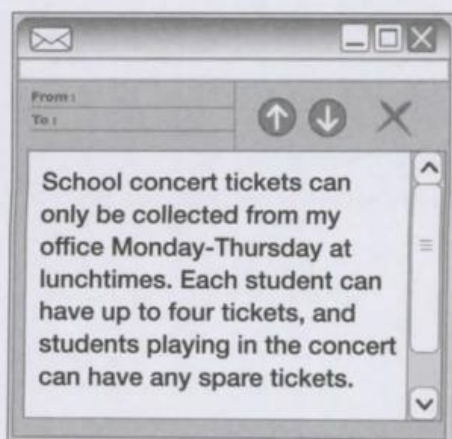 From:
To:
School concert tickets can
only be collected from my
office Monday-Thursday at
lunchtimes. Each student can
have up to four tickets, and
students playing in the concert
can have any spare tickets.